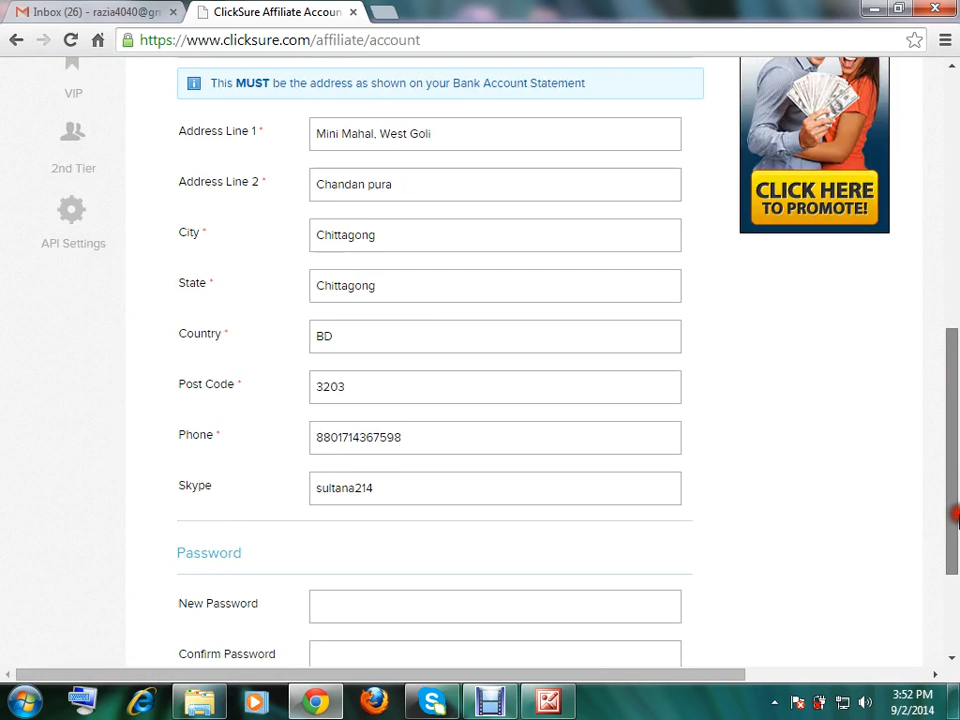 Inbox (26) - razia4040@gm
ClickSure Affiliate Accoun
https://www.clicksure.com/affiliate/account
This MUST be the address as shown on your Bank Account Statement
VIP
2nd Tier
API Settings
Address Line 1 *
Mini Mahal, West Goli
Address Line 2 *
Chandan pura
City *
Chittagong
State *
Chittagong
Country *
BD
Post Code *
3203
Phone *
8801714367598
Skype
sultana214
Password
New Password
Confirm Password
CLICK HERE
TO PROMOTE!
3:52 PM
9/2/2014